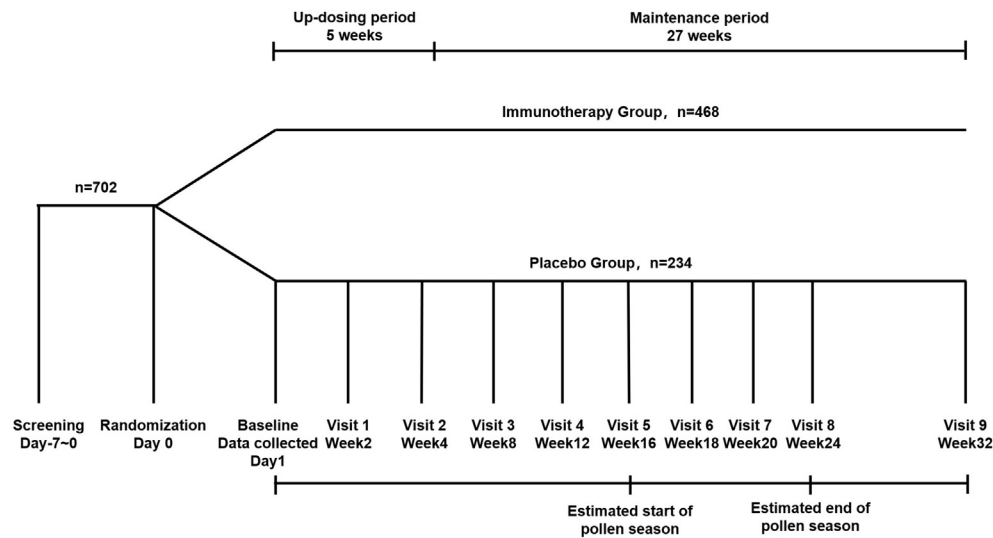 Up-dosing period
5 weeks
Maintenance period
27 weeks
Immunotherapy Group，n=468
n=702
Placebo Group，n=234
Screening
Day-7~0
Randomization
Day 0
Baseline
Data collected
Day1
Visit 1
Week2
Visit 2
Week4
Visit 3
Week8
Visit 4
Week12
Visit 5
Week16
Visit 6
Week18
Visit 7
Week20
Visit 8
Week24
Visit 9
Week32
Estimated start of
pollen season
Estimated end of
pollen season